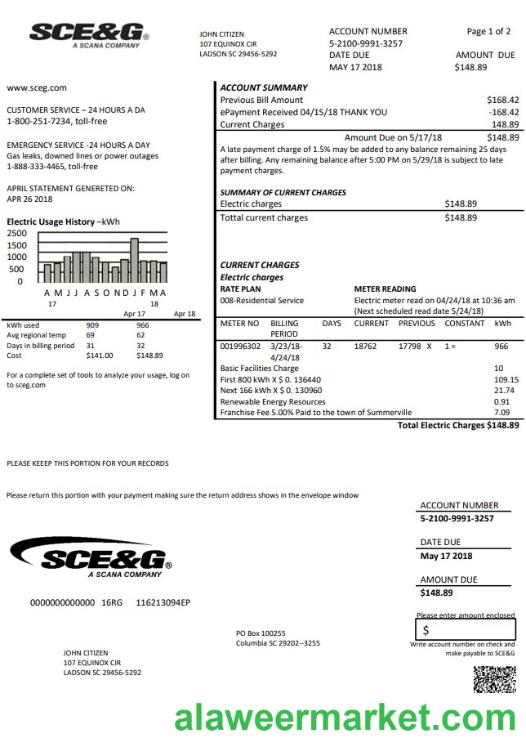 SCE&G®
A SCANA COMPANY
JOHN CITIZEN
107 EQUINOX CIR
LADSON SC 29456-5292
ACCOUNT NUMBER
5-2100-9991-3257
DATE DUE
MAY 17 2018
Page 1 of 2
AMOUNT DUE
$148.89
www.sceg.com
CUSTOMER SERVICE – 24 HOURS A DA
1-800-251-7234, toll-free
EMERGENCY SERVICE -24 HOURS A DAY
Gas leaks, downed lines or power outages
1-888-333-4465, toll-free
APRIL STATEMENT GENERETED ON:
APR 26 2018
Electric Usage History –kWh
2500
1500
1000
500
0
A M J J A S O N D J F M A
17 18
Apr 17 Apr 18
kWh used 909 966
Avg regional temp 69 62
Days in billing period 31 32
Cost $141.00 $148.89
For a complete set of tools to analyze your usage, log on
to sceg.com
ACCOUNT SUMMARY
Previous Bill Amount $168.42
ePayment Received 04/15/18 THANK YOU -168.42
Current Charges 148.89
Amount Due on 5/17/18 $148.89
A late payment charge of 1.5% may be added to any balance remaining 25 days
after billing. Any remaining balance after 5:00 PM on 5/29/18 is subject to late
payment charges.
SUMMARY OF CURRENT CHARGES
Electric charges $148.89
Tottal current charges $148.89
CURRENT CHARGES
Electric charges
RATE PLAN METER READING
008-Residential Service Electric meter read on 04/24/18 at 10:36 am
(Next scheduled read date 5/24/18)
METER NO BILLING PERIOD DAYS CURRENT PREVIOUS CONSTANT kWh
001996302 3/23/18- 32 18762 17798 X 1 = 966
4/24/18
Basic Facilities Charge 10
First 800 kWh X $ 0. 136440 109.15
Next 166 kWh X $ 0. 130960 21.74
Renewable Energy Resources 0.91
Franchise Fee 5.00% Paid to the town of Summerville 7.09
Total Electric Charges $148.89
PLEASE KEEEP THIS PORTION FOR YOUR RECORDS
Please return this portion with your payment making sure the return address shows in the envelope window
SCE&G®
A SCANA COMPANY
0000000000000 16RG 116213094EP
ACCOUNT NUMBER
5-2100-9991-3257
DATE DUE
May 17 2018
AMOUNT DUE
$148.89
Please enter amount enclosed
$
Write account number on check and
make payable to SCE&G
PO Box 100255
Columbia SC 29202--3255
JOHN CITIZEN
107 EQUINOX CIR
LADSON SC 29456-5292
alaweermarket.com